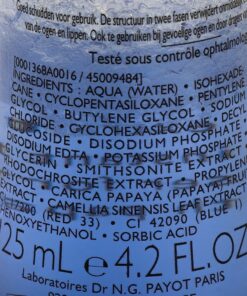 Goed schudden voor gebruik. De structuur in twee fasen verwijdert
van de ogen en lippen. Ook te gebruiken bij gevoelige ogen en door
Testé sous contrôle ophtalmolog
[0001368A0016 / 45009484]
INGREDIENTS : AQUA (WATER) • ISOHEXADE
CANE • CYCLOPENTASILOXANE • PENTYLENE
GLYCOL • BUTYLENE GLYCOL • SODIUM
CHLORIDE • CYCLOHEXASILOXANE • DECYL
GLUCOSIDE • DISODIUM PHOSPHATE •
DISODIUM EDTA • POTASSIUM PHOSPHATE •
GLYCERIN • SMITHSONITE EXTRACT •
RHODOCHROSITE EXTRACT • PROPYLENE
GLYCOL • CARICA PAPAYA (PAPAYA) FRUIT
EXTRACT • CAMELLIA SINENSIS LEAF EXTRACT •
CI 17200 (RED 33) • CI 42090 (BLUE 1) •
PHENOXYETHANOL • SORBIC ACID
125 mL e 4.2 FL.OZ
Laboratoires Dr N.G. PAYOT PARIS